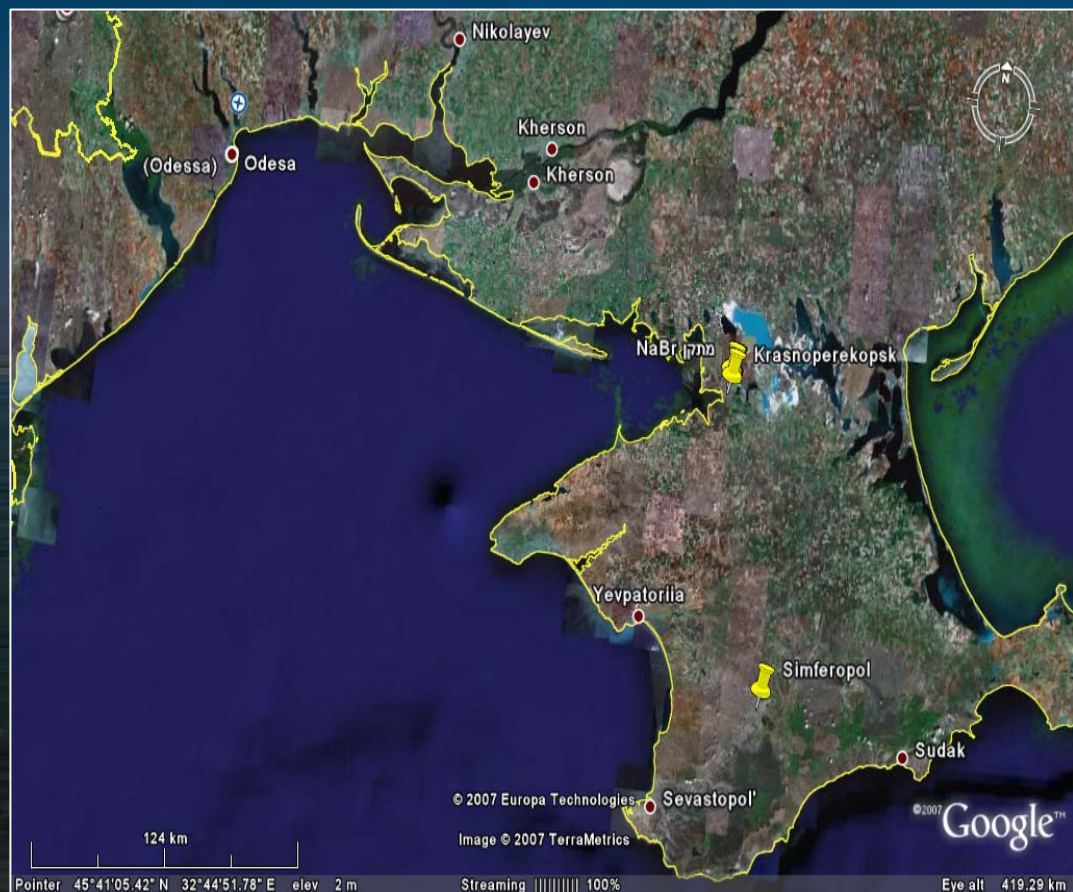 Nikolayev
N
Kherson
(Odessa) Odesa
Kherson
NaBr מתקן
Krasnoperekopsk
Yevpatoriia
Simferopol
Sudak
© 2007 Europa Technologies
Sevastopol'
©2007 Google™
124 km
Image © 2007 TerraMetrics
Pointer 45°41'05.42" N 32°44'51.78" E elev 2 m Streaming |||||||||| 100% Eye alt 419.29 km